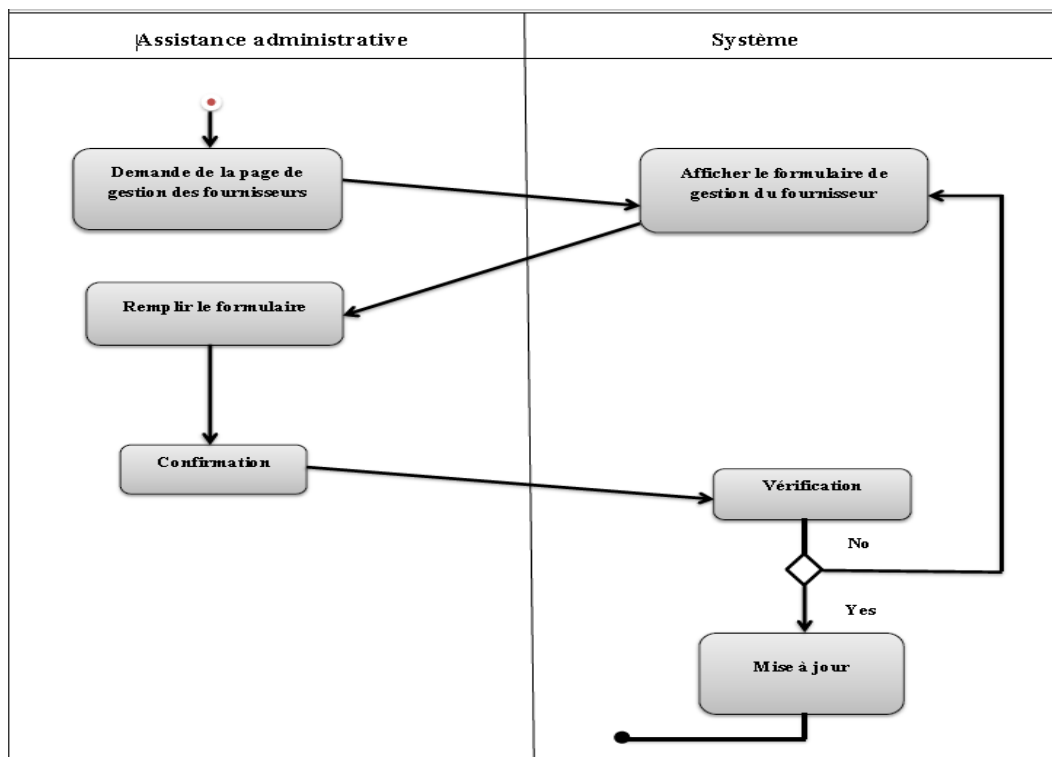 Assistance administrative
Système
Demande de la page de
gestion des fournisseurs
Afficher le formulaire de
gestion du fournisseur
Remplir le formulaire
Confirmation
Vérification
No
Yes
Mise à jour